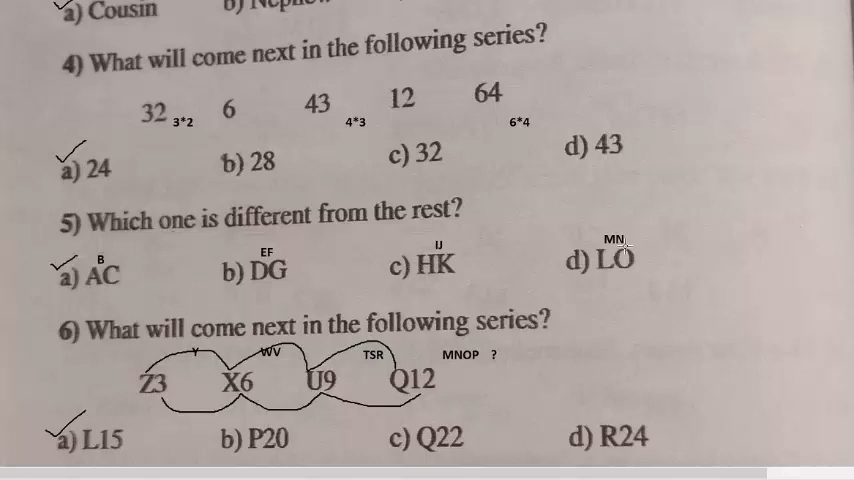 a) Cousin b) Nephew
4) What will come next in the following series?
32 3*2 6 43 4*3 12 64 6*4
a) 24 b) 28 c) 32 d) 43
5) Which one is different from the rest?
B EF IJ MN
a) AC b) DG c) HK d) LO
6) What will come next in the following series?
Y WV TSR MNOP ?
Z3 X6 U9 Q12
a) L15 b) P20 c) Q22 d) R24